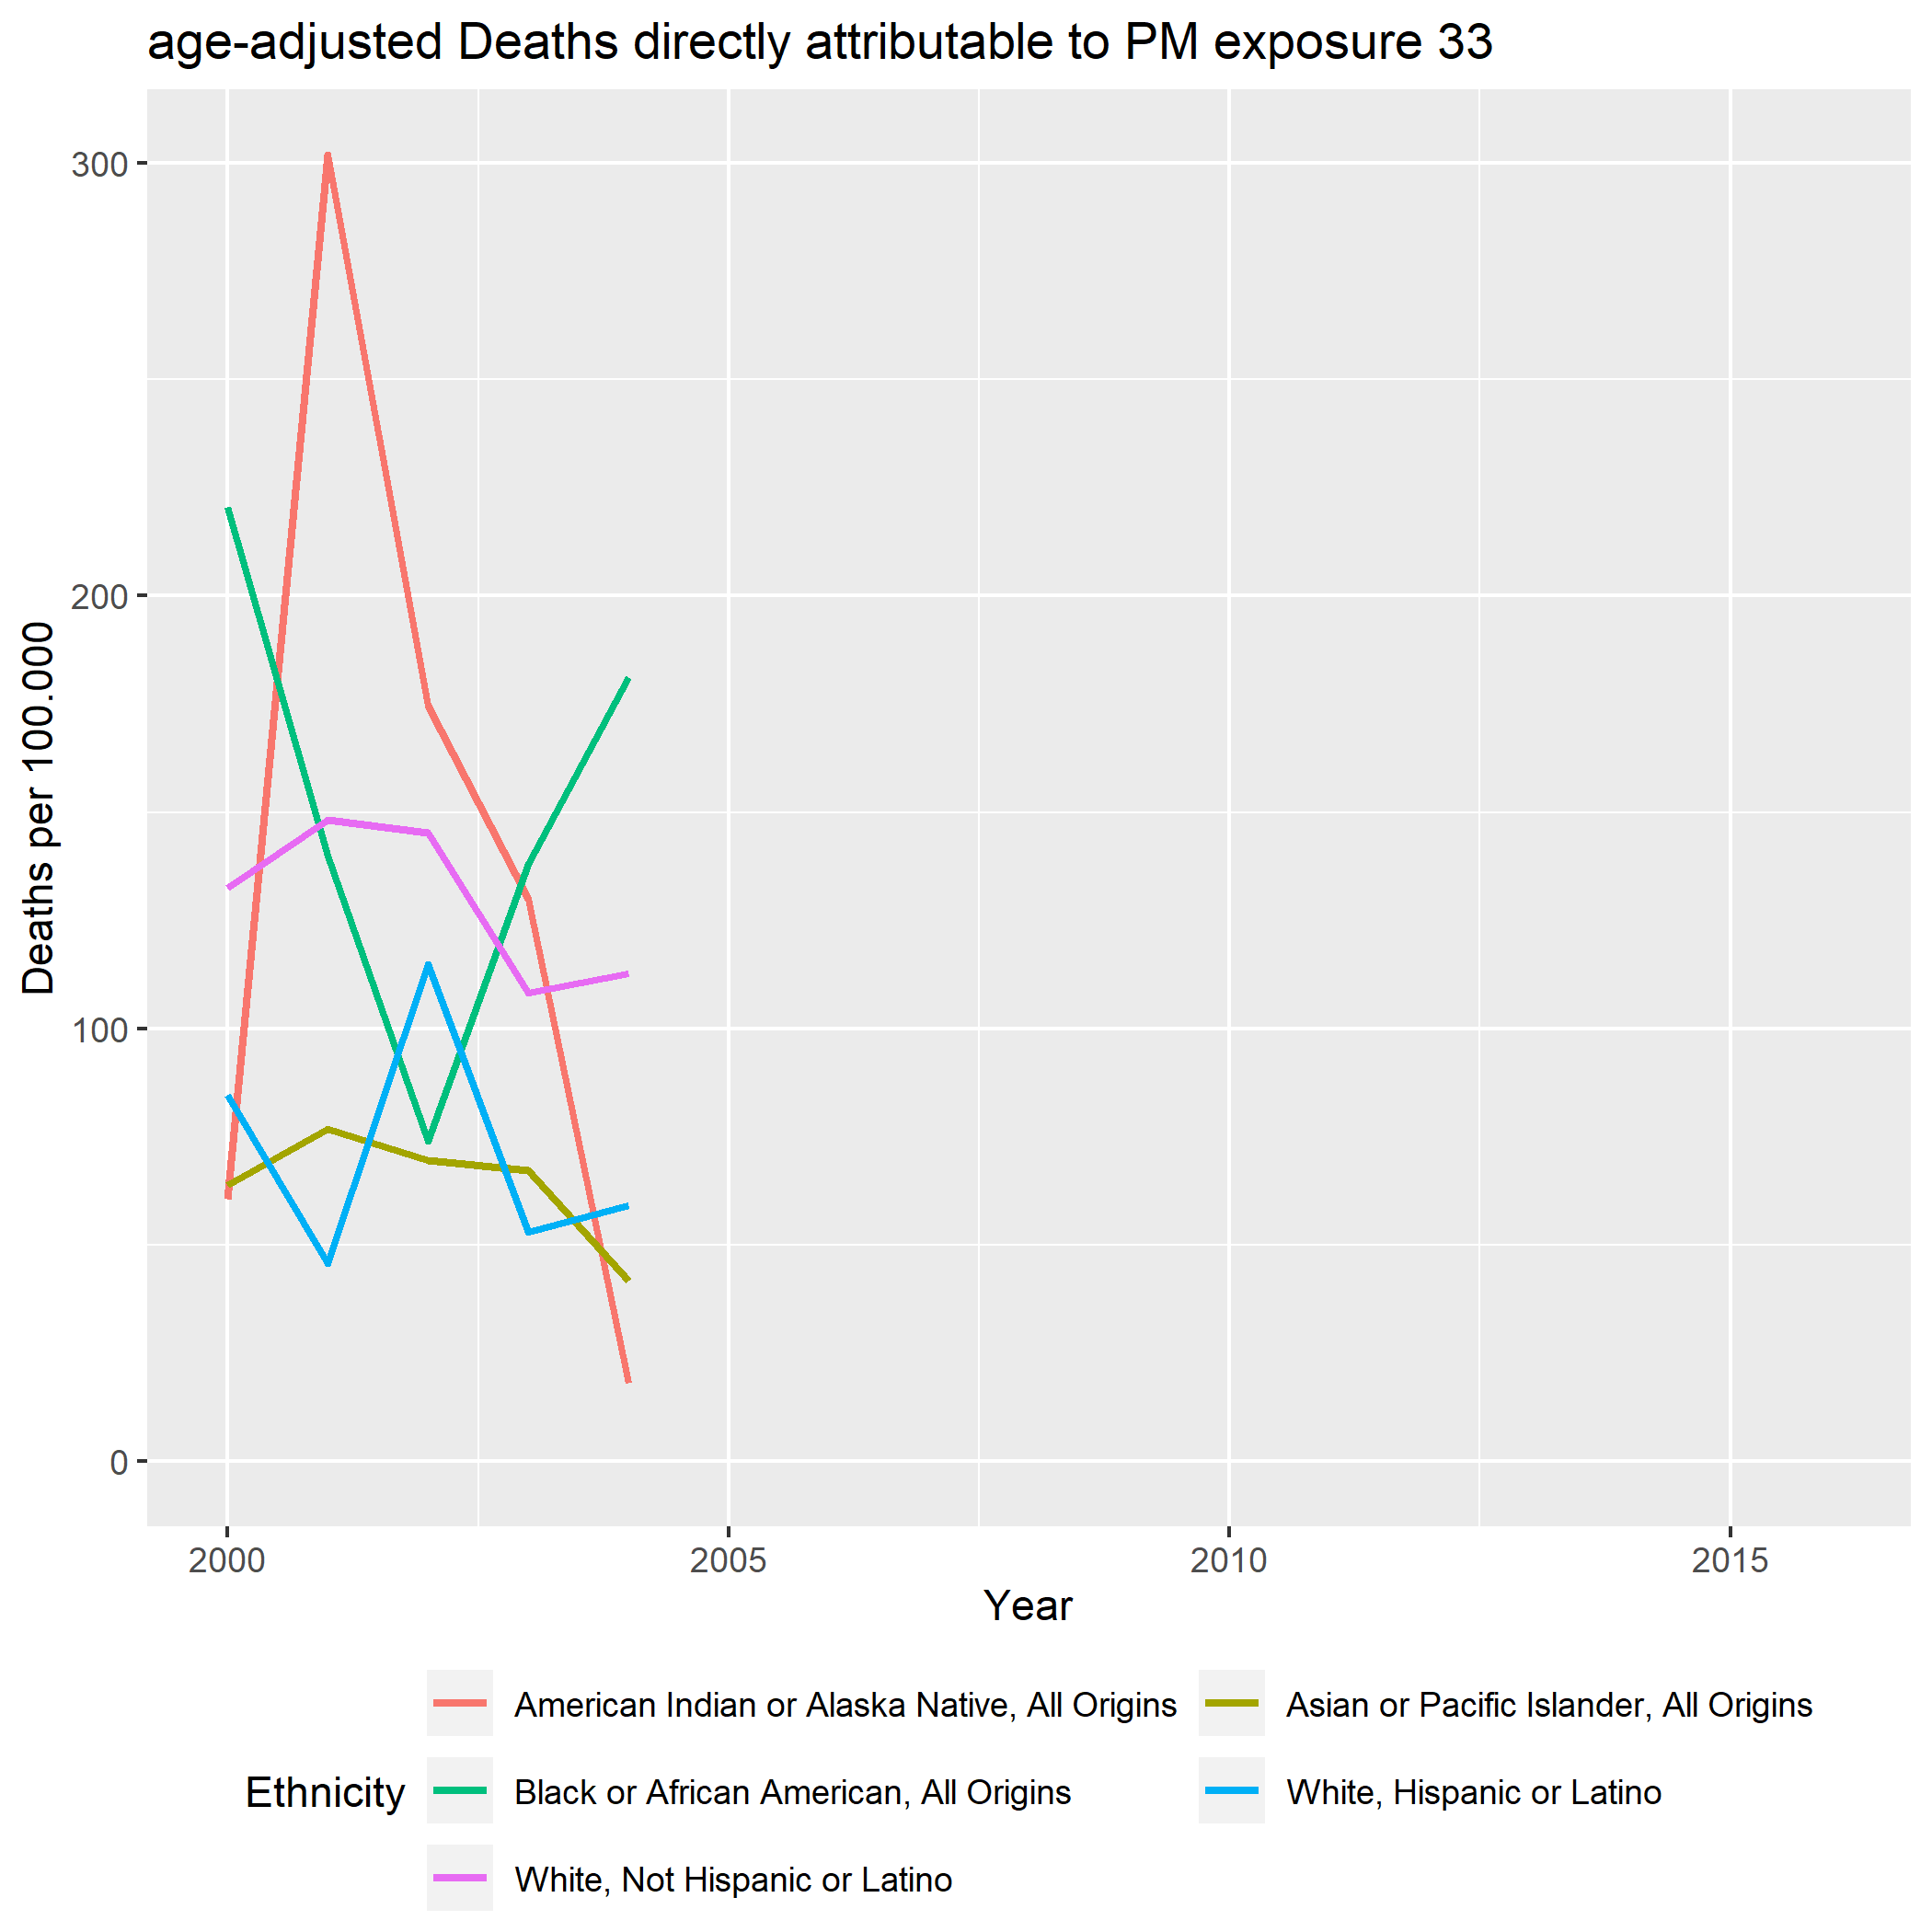 age-adjusted Deaths directly attributable to PM exposure 33
Deaths per 100.000
300
200
100
0
2000 2005 2010 2015
Year
Ethnicity
American Indian or Alaska Native, All Origins
Asian or Pacific Islander, All Origins
Black or African American, All Origins
White, Hispanic or Latino
White, Not Hispanic or Latino